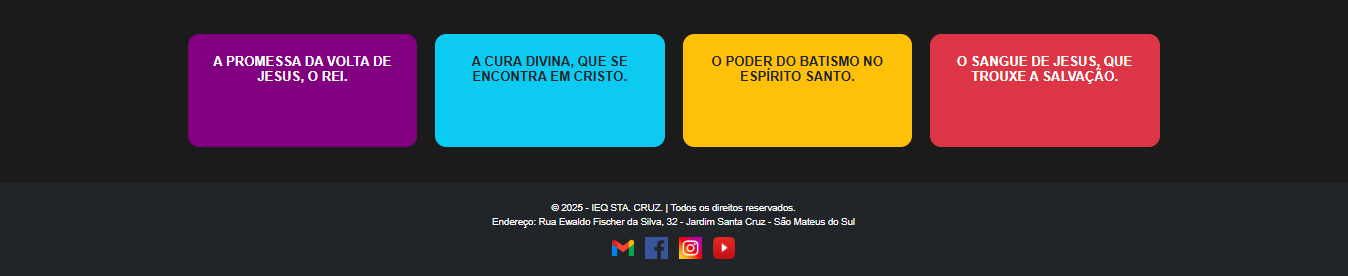 A PROMESSA DA VOLTA DE
JESUS, O REI.
A CURA DIVINA, QUE SE
ENCONTRA EM CRISTO.
O PODER DO BATISMO NO
ESPÍRITO SANTO.
O SANGUE DE JESUS, QUE
TROUXE A SALVAÇÃO.
© 2025 - IEQ STA. CRUZ. | Todos os direitos reservados.
Endereço: Rua Ewaldo Fischer da Silva, 32 - Jardim Santa Cruz - São Mateus do Sul